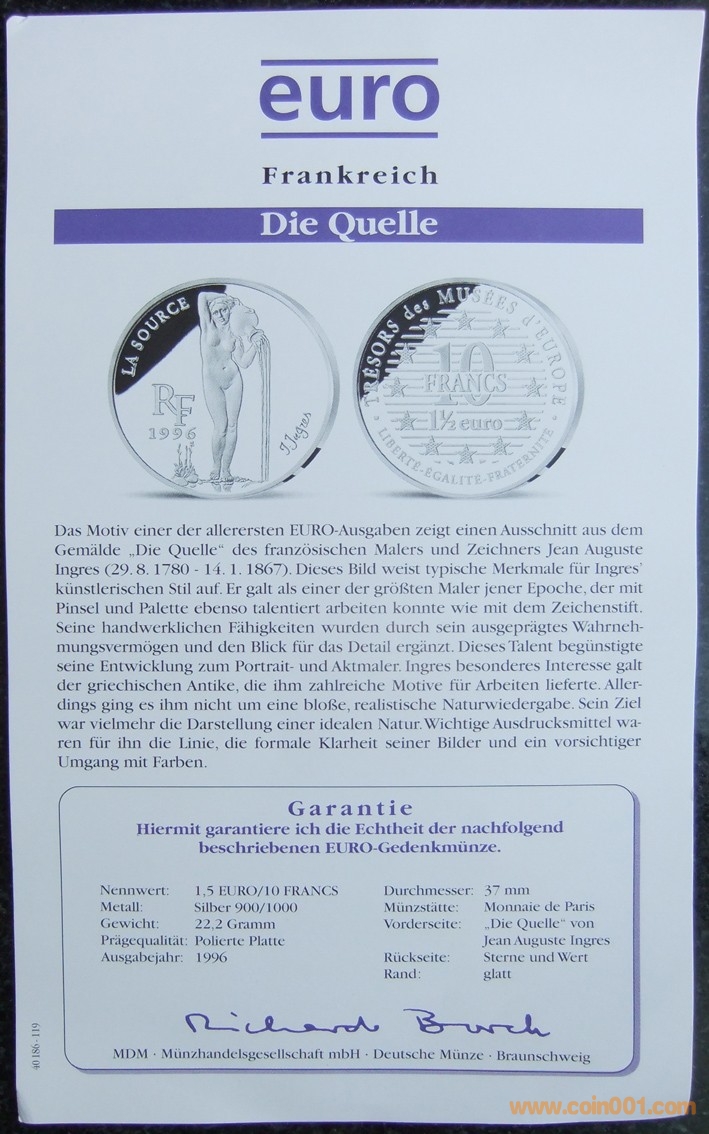 euro
Frankreich
Die Quelle
LA SOURCE
RF
1996
J. Ingres
TRÉSORS des MUSÉES d'EUROPE
10
FRANCS
1½ euro
· LIBERTÉ-ÉGALITÉ-FRATERNITÉ ·
Das Motiv einer der allerersten EURO-Ausgaben zeigt einen Ausschnitt aus dem
Gemälde „Die Quelle“ des französischen Malers und Zeichners Jean Auguste
Ingres (29. 8. 1780 - 14. 1. 1867). Dieses Bild weist typische Merkmale für Ingres'
künstlerischen Stil auf. Er galt als einer der größten Maler jener Epoche, der mit
Pinsel und Palette ebenso talentiert arbeiten konnte wie mit dem Zeichenstift.
Seine handwerklichen Fähigkeiten wurden durch sein ausgeprägtes Wahrneh-
mungsvermögen und den Blick für das Detail ergänzt. Dieses Talent begünstigte
seine Entwicklung zum Portrait- und Aktmaler. Ingres besonderes Interesse galt
der griechischen Antike, die ihm zahlreiche Motive für Arbeiten lieferte. Aller-
dings ging es ihm nicht um eine bloße, realistische Naturwiedergabe. Sein Ziel
war vielmehr die Darstellung einer idealen Natur. Wichtige Ausdrucksmittel wa-
ren für ihn die Linie, die formale Klarheit seiner Bilder und ein vorsichtiger
Umgang mit Farben.
Garantie
Hiermit garantiere ich die Echtheit der nachfolgend
beschriebenen EURO-Gedenkmünze.
Nennwert: 1,5 EURO/10 FRANCS
Metall: Silber 900/1000
Gewicht: 22,2 Gramm
Prägequalität: Polierte Platte
Ausgabejahr: 1996
Durchmesser: 37 mm
Münzstätte: Monnaie de Paris
Vorderseite: „Die Quelle“ von
Jean Auguste Ingres
Rückseite: Sterne und Wert
Rand: glatt
Richard Borek
MDM · Münzhandelsgesellschaft mbH · Deutsche Münze · Braunschweig
40 186 - 119
www.coin001.com